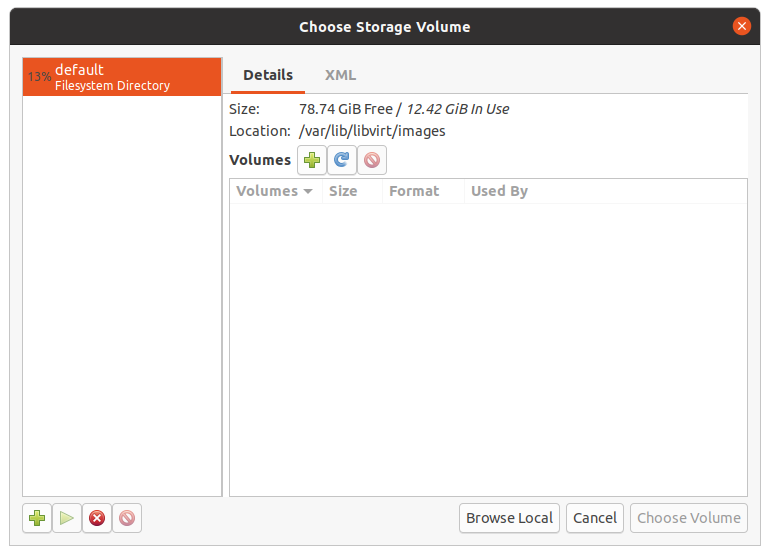 Choose Storage Volume
13% default
Filesystem Directory
Details XML
Size: 78.74 GiB Free / 12.42 GiB In Use
Location: /var/lib/libvirt/images
Volumes
Volumes Size Format Used By
Browse Local Cancel Choose Volume